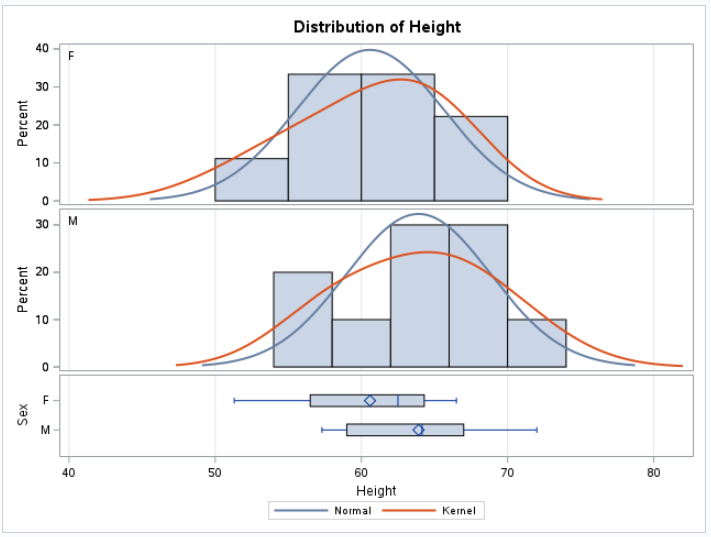 Distribution of Height
F
Percent
40
30
20
10
0
M
Percent
30
20
10
0
Sex
F
M
40 50 60 70 80
Height
Normal Kernel